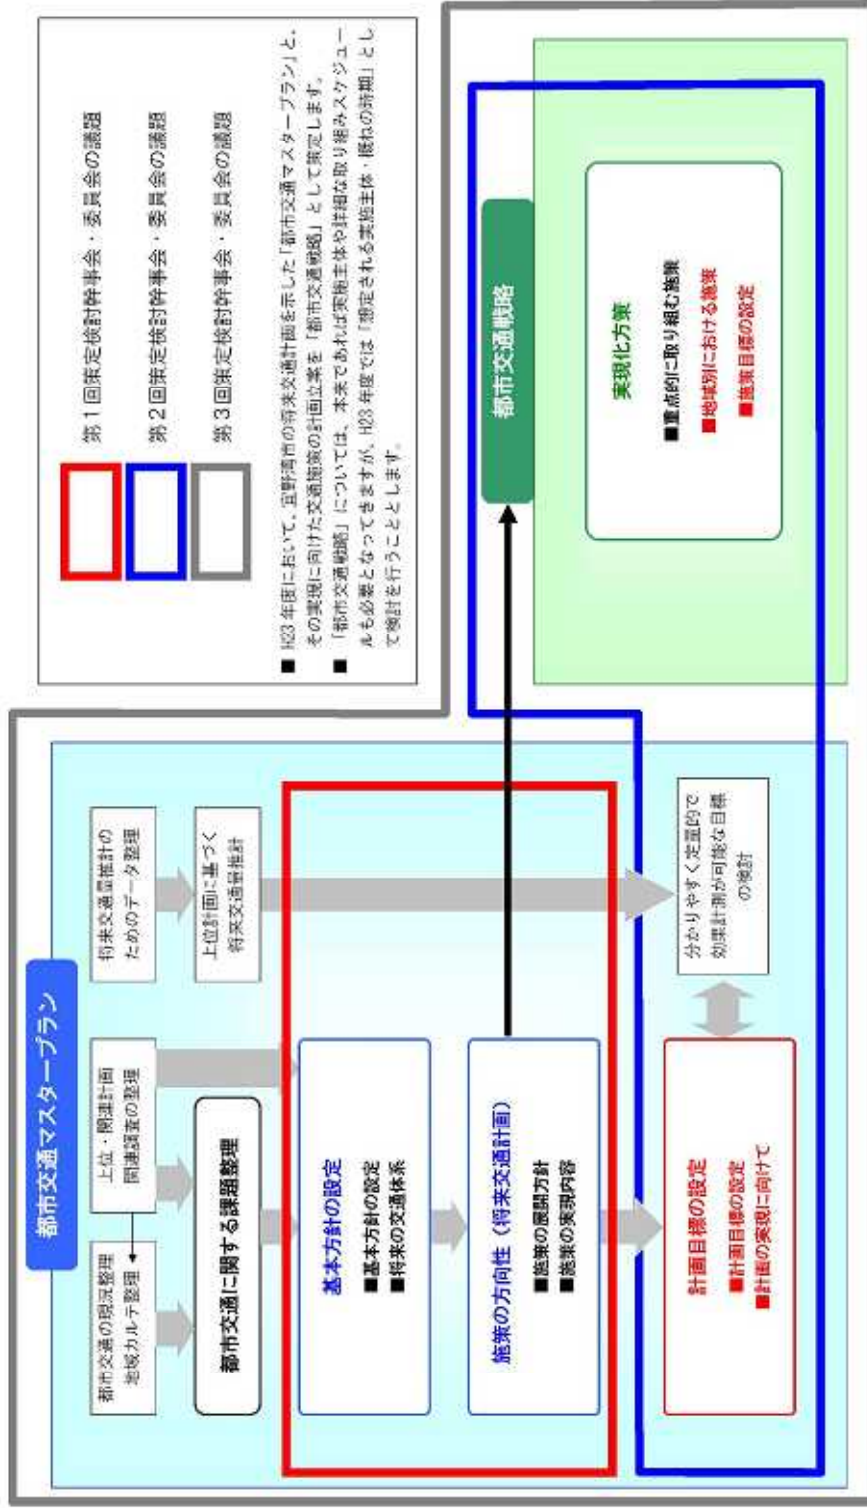 都市交通マスタープラン
都市交通の現況整理
地域カルテ整理
上位・関連計画
関連調査の整理
将来交通量推計の
ためのデータ整理
上位計画に基づく
将来交通量推計
都市交通に関する課題整理
基本方針の設定
■基本方針の設定
■将来の交通体系
施策の方向性（将来交通計画）
■施策の展開方針
■施策の実現内容
計画目標の設定
■計画目標の設定
■計画の実現に向けて
分かりやすく定量的で
効果計測が可能な目標
の検討
第１回策定検討幹事会・委員会の議題
第２回策定検討幹事会・委員会の議題
第３回策定検討幹事会・委員会の議題
■ H23年度において、宜野湾市の将来交通計画を示した「都市交通マスタープラン」と、
その実現に向けた交通施策の計画立案を「都市交通戦略」として策定します。
■ 「都市交通戦略」については、本来であれば実施主体や詳細な取り組みスケジュー
ルも必要となってきますが、H23年度では「想定される実施主体・概ねの時期」とし
て検討を行うこととします。
都市交通戦略
実現化方策
■重点的に取り組む施策
■地域別における施策
■施策目標の設定